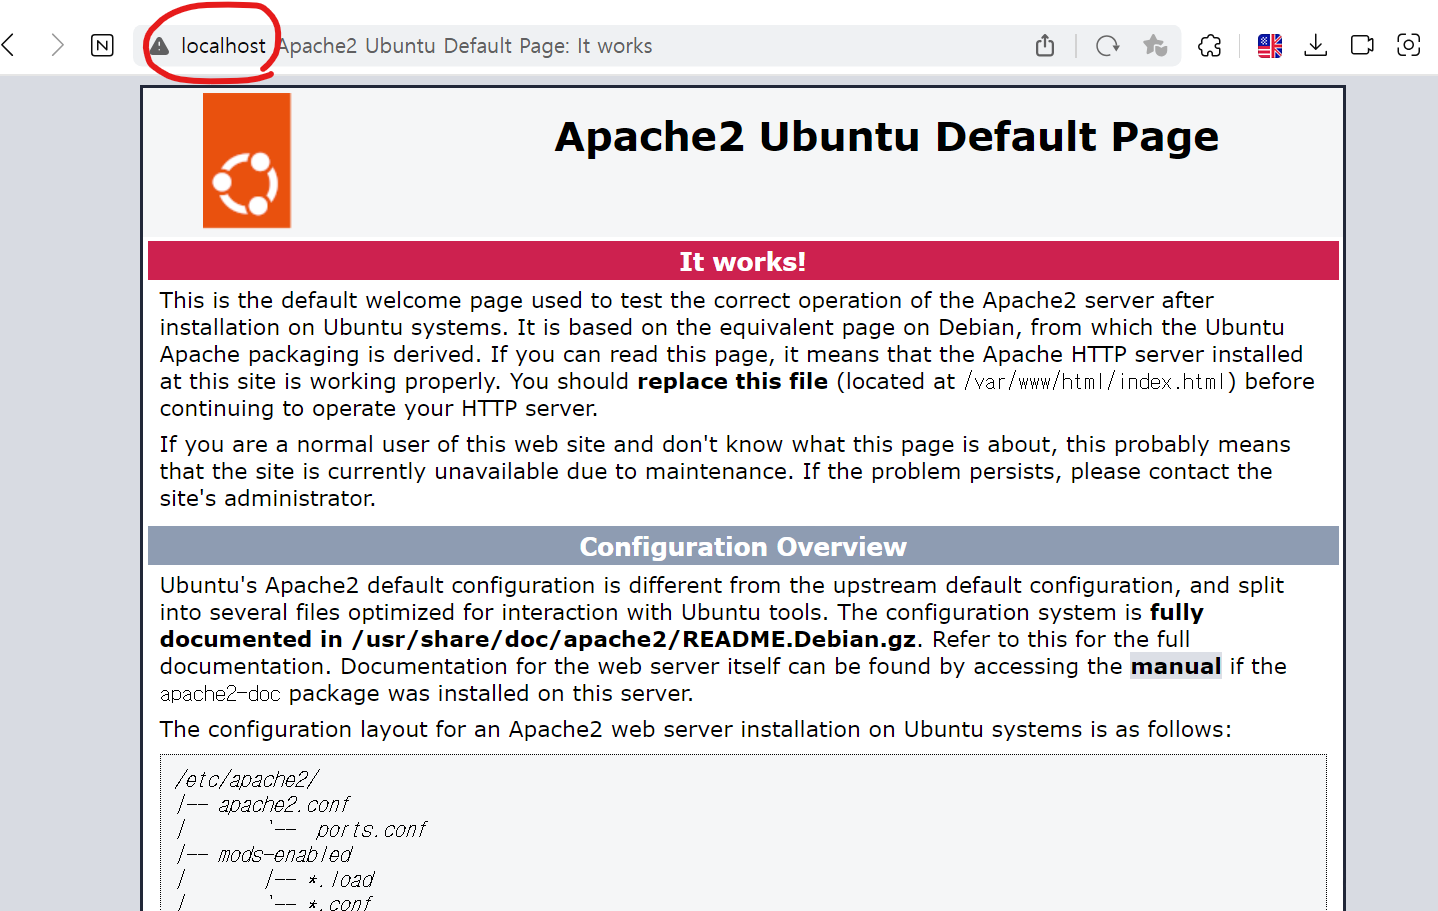 N
localhost Apache2 Ubuntu Default Page: It works
Apache2 Ubuntu Default Page
It works!
This is the default welcome page used to test the correct operation of the Apache2 server after
installation on Ubuntu systems. It is based on the equivalent page on Debian, from which the Ubuntu
Apache packaging is derived. If you can read this page, it means that the Apache HTTP server installed
at this site is working properly. You should replace this file (located at /var/www/html/index.html) before
continuing to operate your HTTP server.
If you are a normal user of this web site and don't know what this page is about, this probably means
that the site is currently unavailable due to maintenance. If the problem persists, please contact the
site's administrator.
Configuration Overview
Ubuntu's Apache2 default configuration is different from the upstream default configuration, and split
into several files optimized for interaction with Ubuntu tools. The configuration system is fully
documented in /usr/share/doc/apache2/README.Debian.gz. Refer to this for the full
documentation. Documentation for the web server itself can be found by accessing the manual if the
apache2-doc package was installed on this server.
The configuration layout for an Apache2 web server installation on Ubuntu systems is as follows:
/etc/apache2/
|-- apache2.conf
|       `--  ports.conf
|-- mods-enabled
|       |-- *.load
|       `-- *.conf